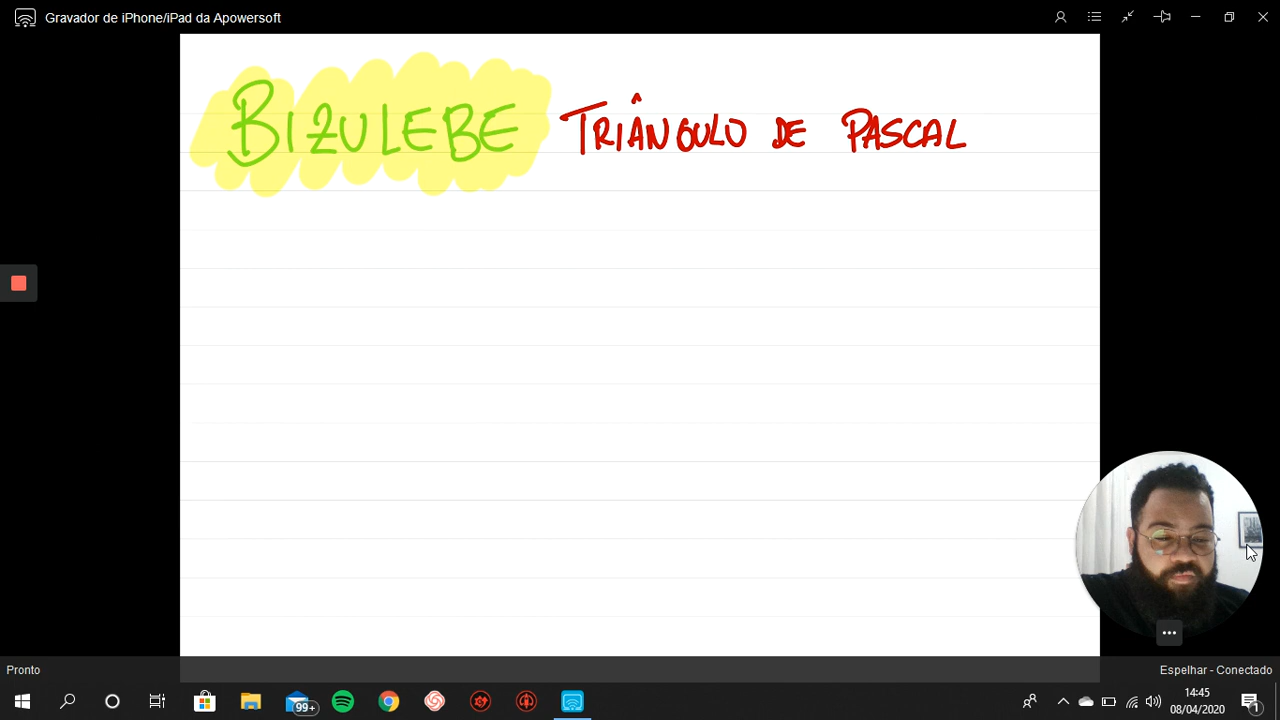 Gravador de iPhone/iPad da Apowersoft
BIZULEBE TRIÂNGULO DE PASCAL
Pronto
Espelhar - Conectado
99+
14:45
08/04/2020
1